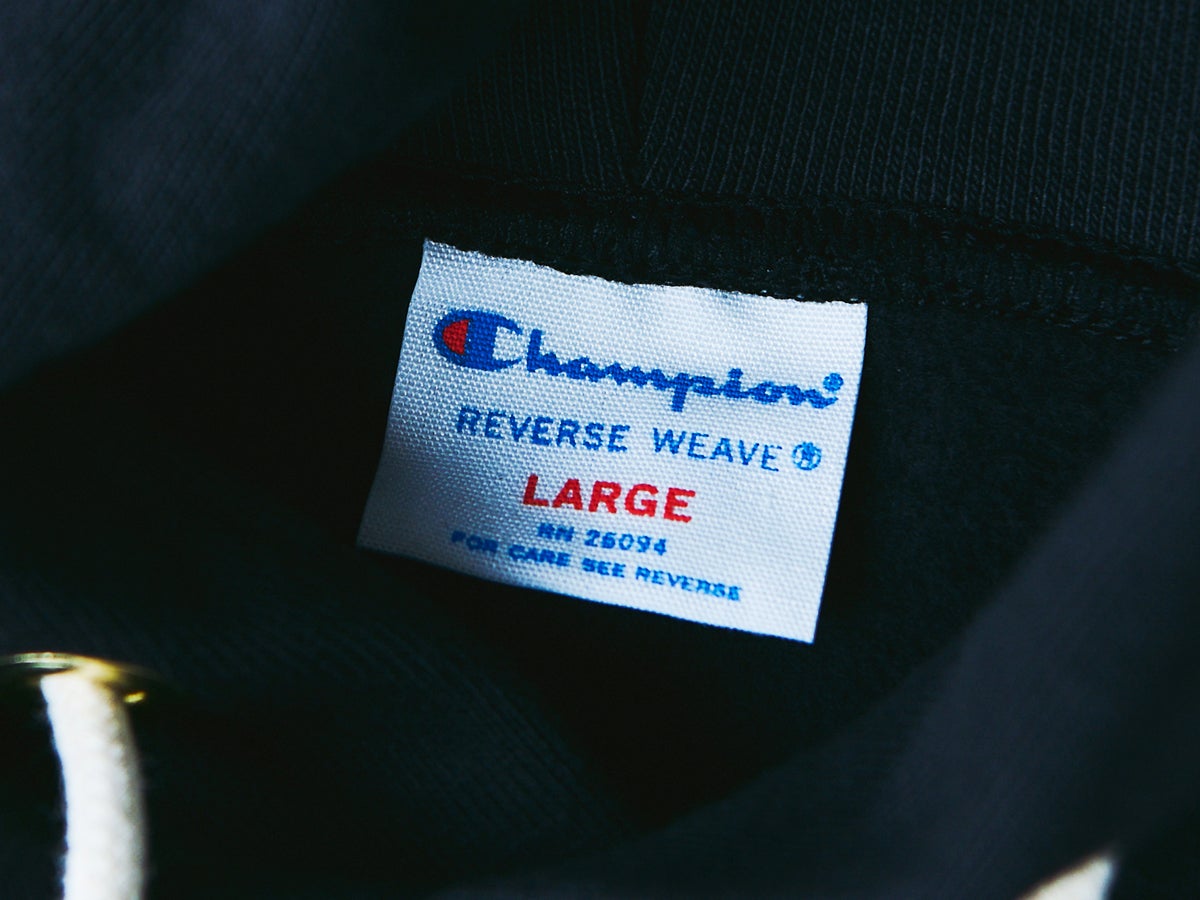 Champion®
REVERSE WEAVE®
LARGE
RN 26094
FOR CARE SEE REVERSE